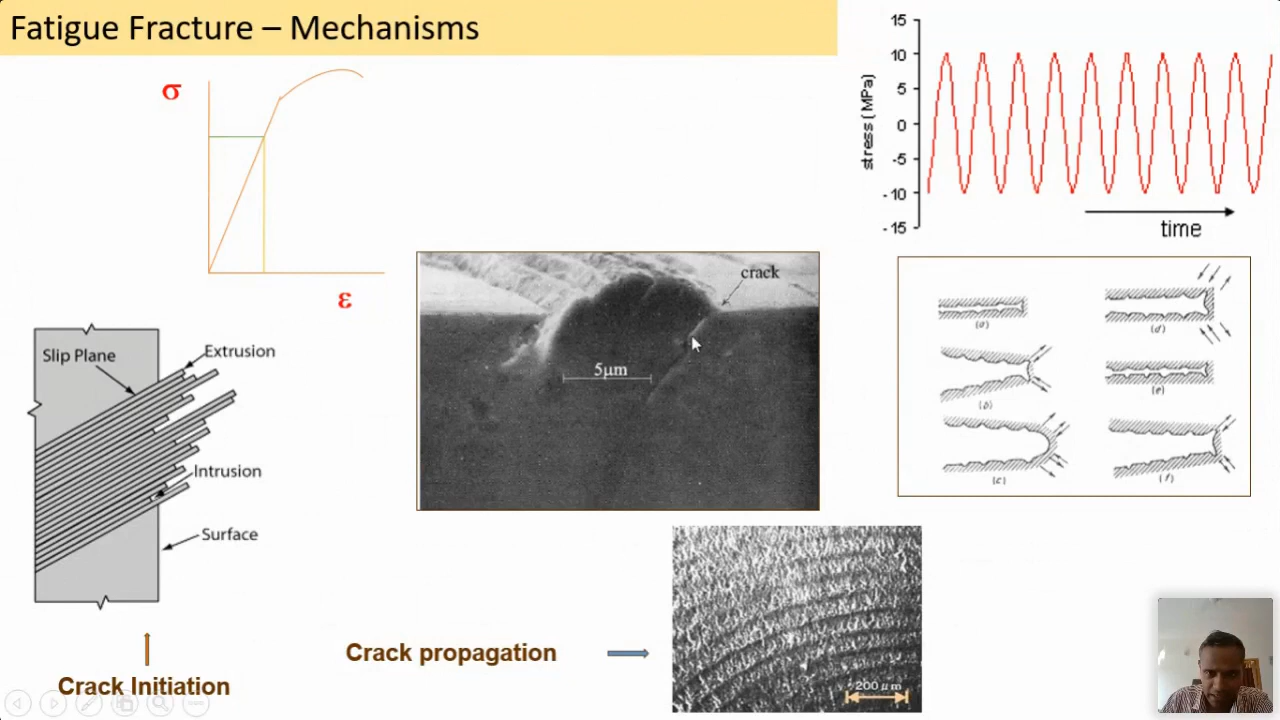 Fatigue Fracture – Mechanisms
σ
ε
15
10
5
0
-5
-10
-15
stress (MPa)
time
Slip Plane
Extrusion
Intrusion
Surface
crack
5μm
(a)
(b)
(c)
(d)
(e)
(f)
200 μm
Crack propagation
Crack Initiation